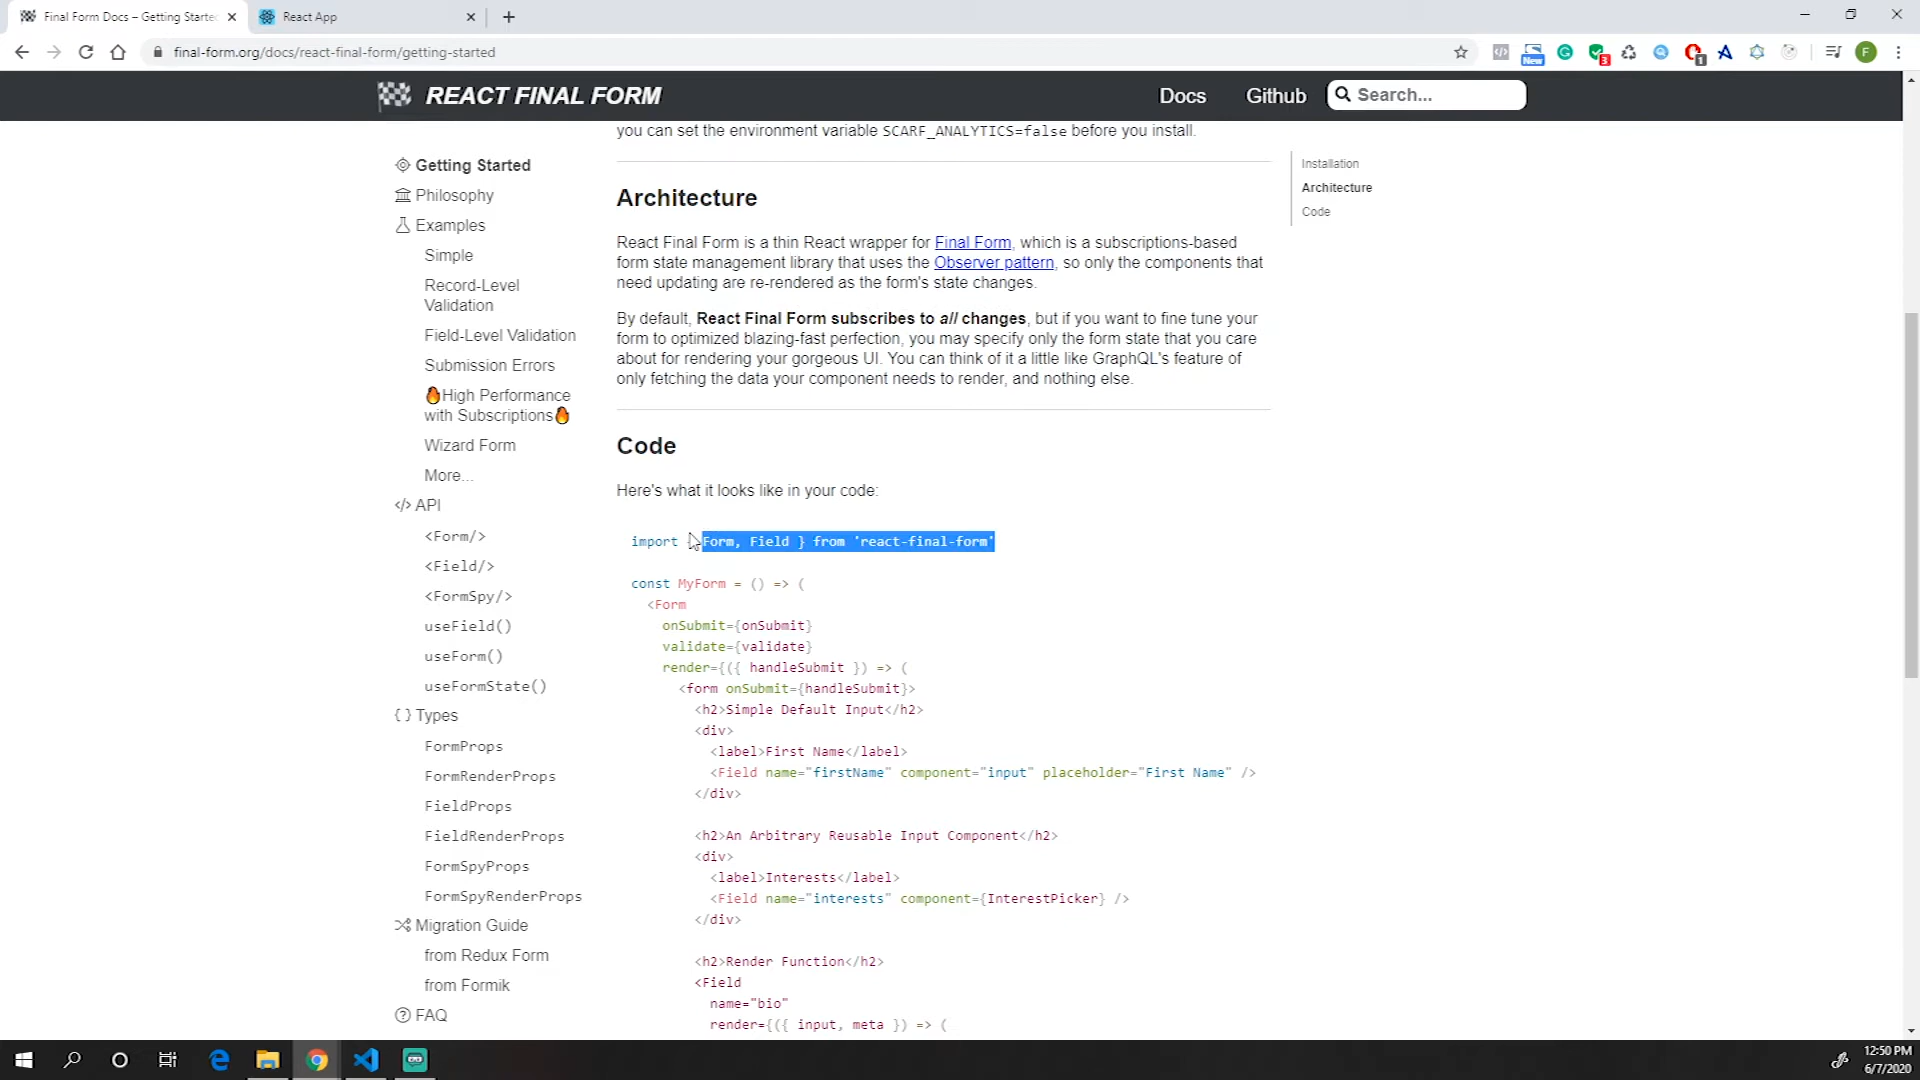 Final Form Docs – Getting Starte
React App
final-form.org/docs/react-final-form/getting-started
New
3
1
F
REACT FINAL FORM
Docs
Github
Search...
you can set the environment variable SCARF_ANALYTICS=false before you install.
Getting Started
Philosophy
Examples
Simple
Record-Level
Validation
Field-Level Validation
Submission Errors
🔥High Performance
with Subscriptions🔥
Wizard Form
More...
</> API
<Form/>
<Field/>
<FormSpy/>
useField()
useForm()
useFormState()
{ } Types
FormProps
FormRenderProps
FieldProps
FieldRenderProps
FormSpyProps
FormSpyRenderProps
Migration Guide
from Redux Form
from Formik
FAQ
Architecture
React Final Form is a thin React wrapper for Final Form, which is a subscriptions-based
form state management library that uses the Observer pattern, so only the components that
need updating are re-rendered as the form's state changes.
By default, React Final Form subscribes to all changes, but if you want to fine tune your
form to optimized blazing-fast perfection, you may specify only the form state that you care
about for rendering your gorgeous UI. You can think of it a little like GraphQL's feature of
only fetching the data your component needs to render, and nothing else.
Code
Here's what it looks like in your code:
import { Form, Field } from 'react-final-form'
const MyForm = () => (
<Form
onSubmit={onSubmit}
validate={validate}
render={({ handleSubmit }) => (
<form onSubmit={handleSubmit}>
<h2>Simple Default Input</h2>
<div>
<label>First Name</label>
<Field name="firstName" component="input" placeholder="First Name" />
</div>
<h2>An Arbitrary Reusable Input Component</h2>
<div>
<label>Interests</label>
<Field name="interests" component={InterestPicker} />
</div>
<h2>Render Function</h2>
<Field
name="bio"
render={({ input, meta }) => (
Installation
Architecture
Code
12:50 PM
6/7/2020